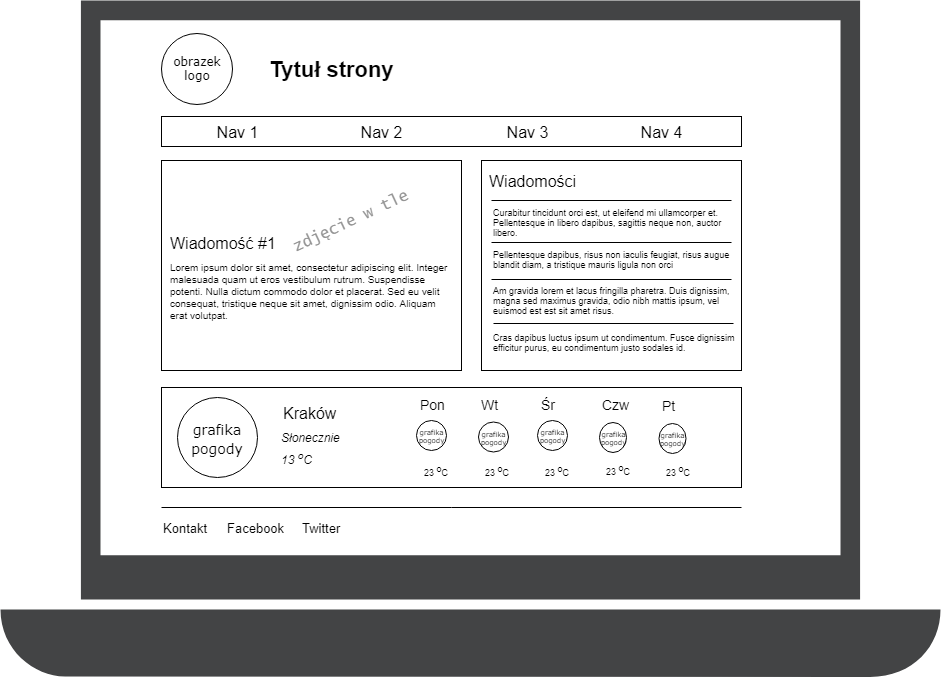 obrazek
logo
Tytuł strony
Nav 1 Nav 2 Nav 3 Nav 4
zdjęcie w tle
Wiadomość #1
Lorem ipsum dolor sit amet, consectetur adipiscing elit. Integer
malesuada quam ut eros vestibulum rutrum. Suspendisse
potenti. Nulla dictum commodo dolor et placerat. Sed eu velit
consequat, tristique neque sit amet, dignissim odio. Aliquam
erat volutpat.
Wiadomości
Curabitur tincidunt orci est, ut eleifend mi ullamcorper et.
Pellentesque in libero dapibus, sagittis neque non, auctor
libero.
Pellentesque dapibus, risus non iaculis feugiat, risus augue
blandit diam, a tristique mauris ligula non orci
Am gravida lorem et lacus fringilla pharetra. Duis dignissim,
magna sed maximus gravida, odio nibh mattis ipsum, vel
euismod est est sit amet risus.
Cras dapibus luctus ipsum ut condimentum. Fusce dignissim
efficitur purus, eu condimentum justo sodales id.
grafika
pogody
Kraków
Słonecznie
13 ºC
Pon Wt Śr Czw Pt
grafika grafika grafika grafika grafika
pogody pogody pogody pogody pogody
23 ºC 23 ºC 23 ºC 23 ºC 23 ºC
Kontakt Facebook Twitter